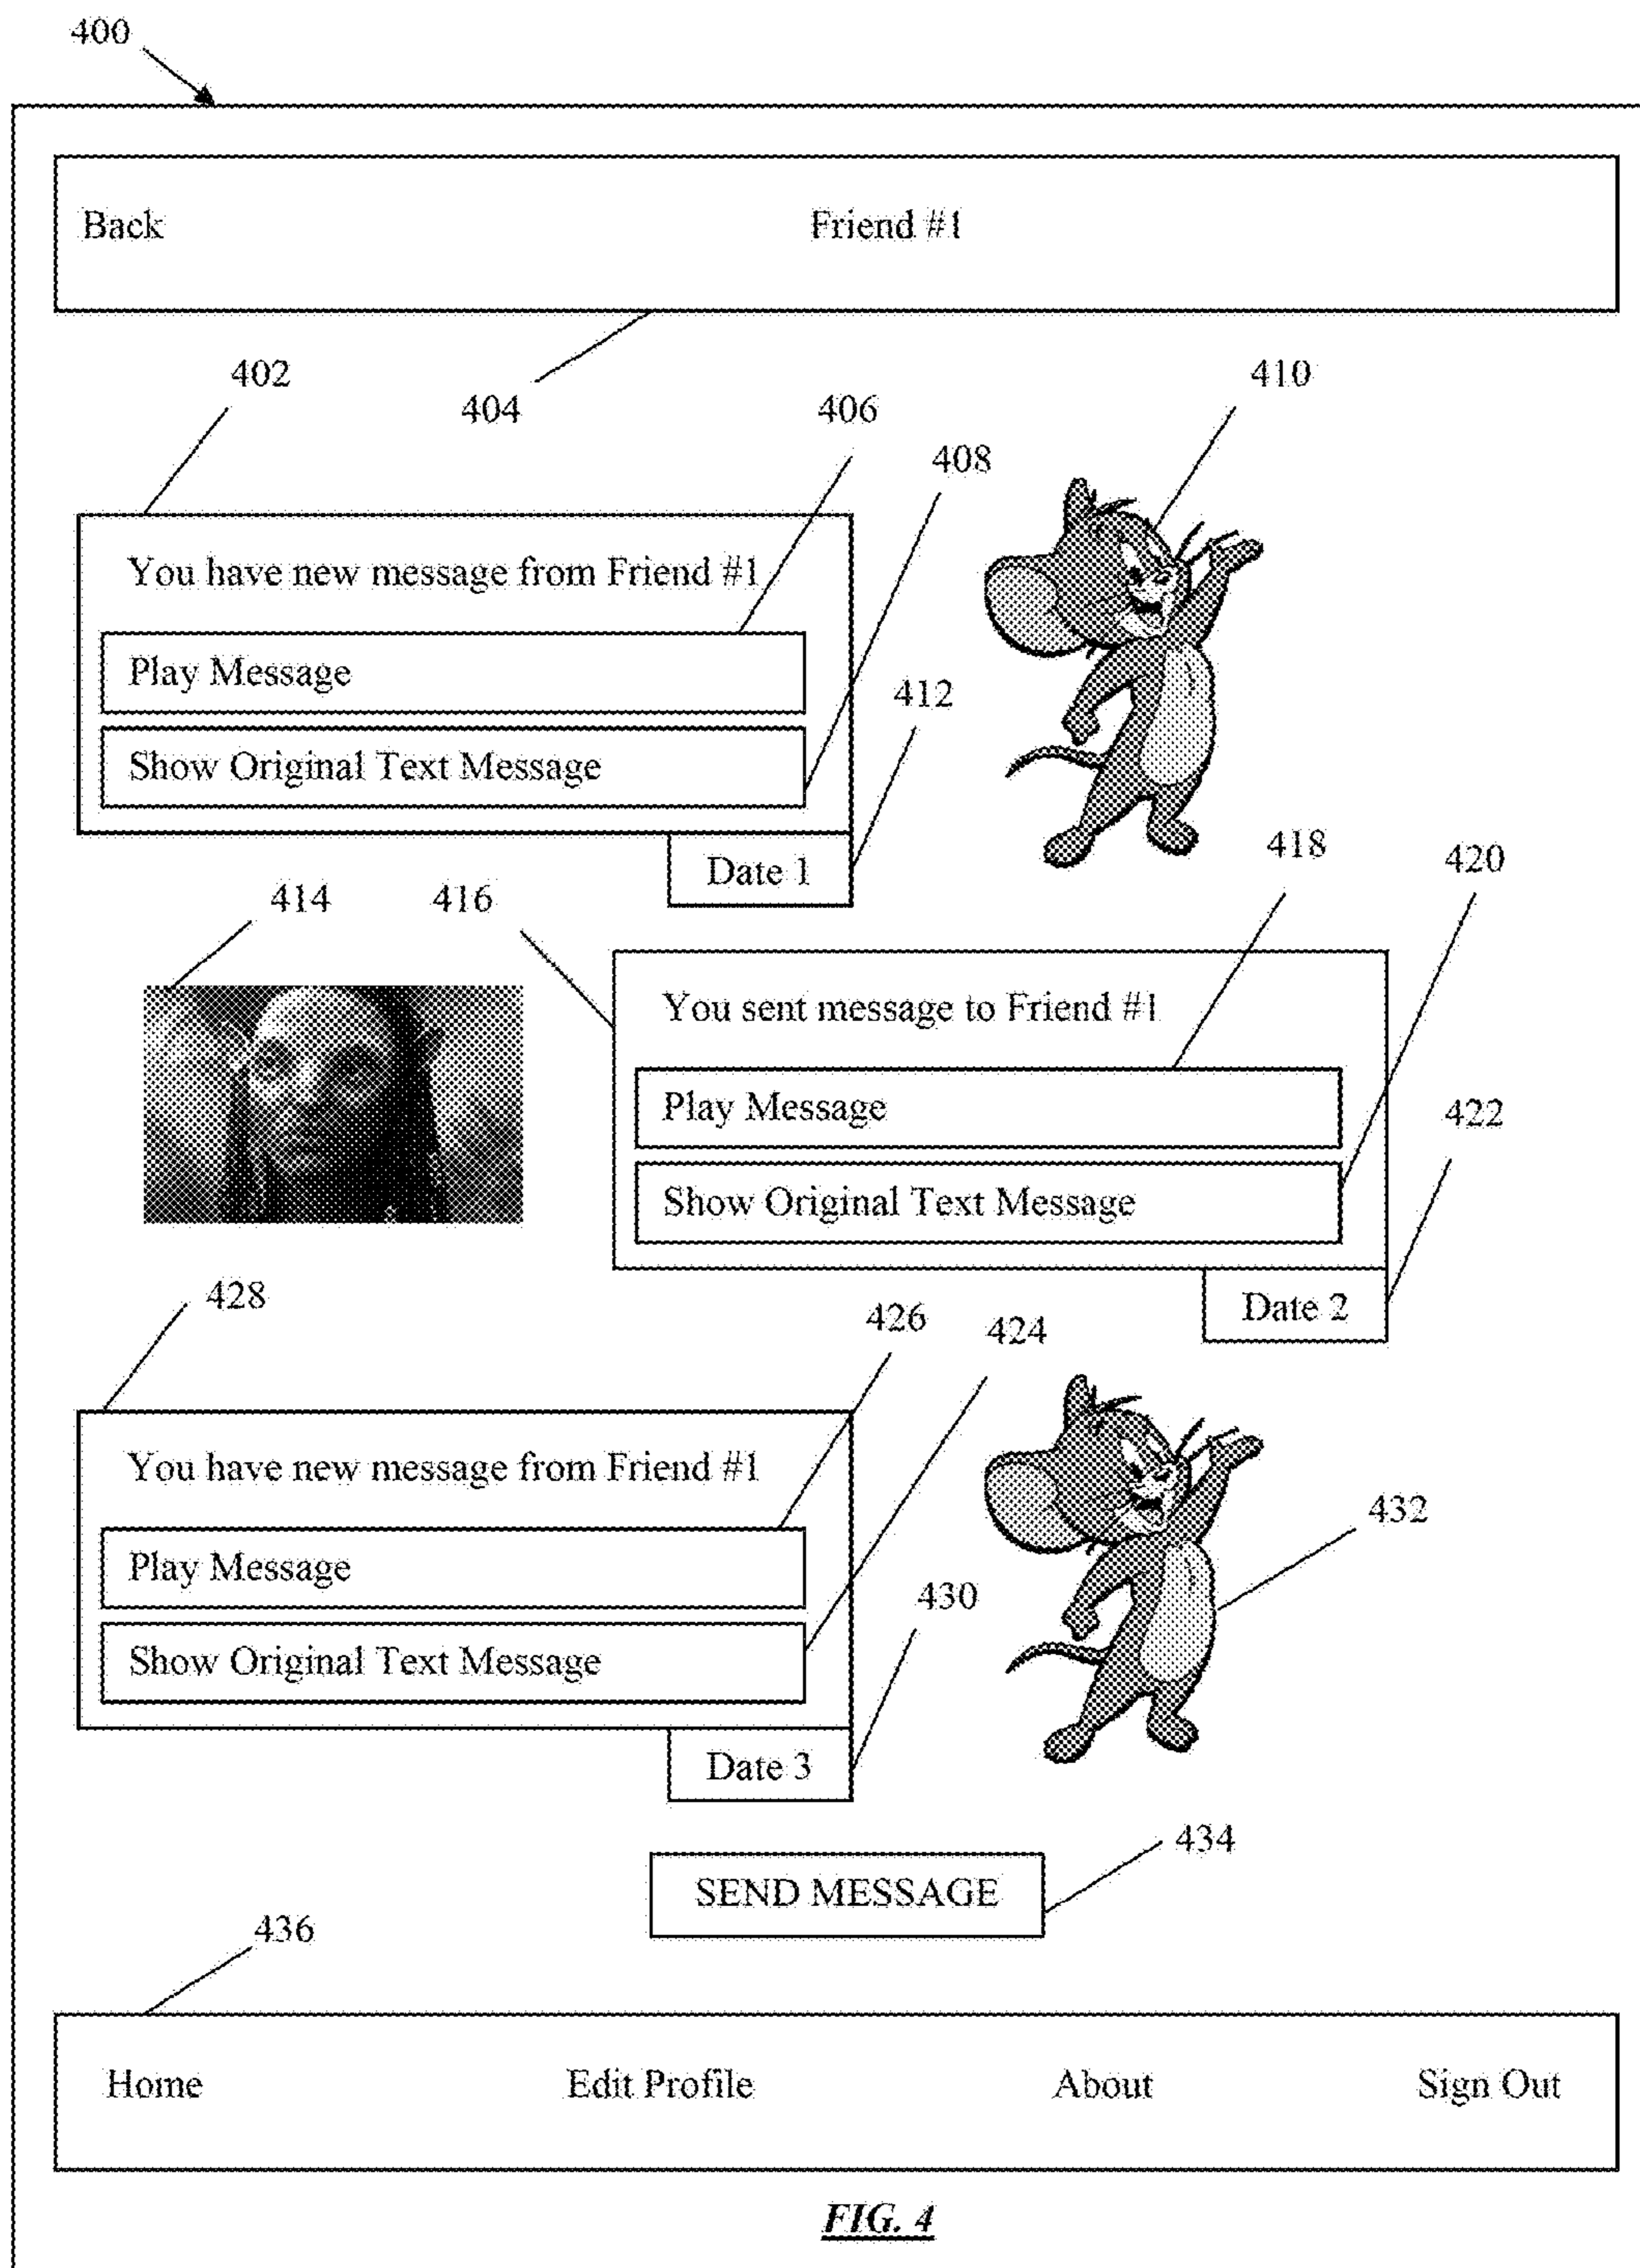 400
Back
Friend #1
402
404
406
410
408
You have new message from Friend #1
Play Message
412
Show Original Text Message
Date 1
418
420
414
416
You sent message to Friend #1
Play Message
422
Show Original Text Message
Date 2
428
426
424
You have new message from Friend #1
432
Play Message
430
Show Original Text Message
Date 3
434
SEND MESSAGE
436
Home
Edit Profile
About
Sign Out
FIG. 4